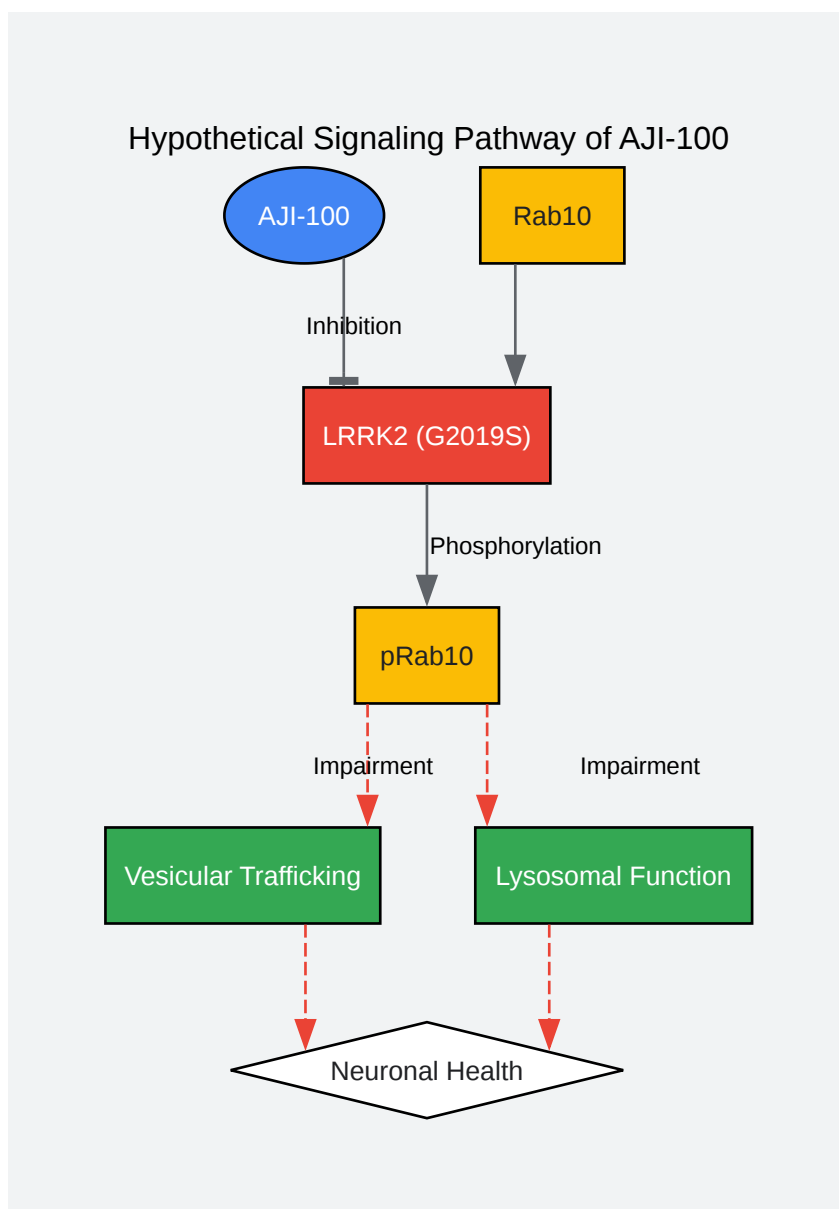 Hypothetical Signaling Pathway of AJI-100
AJI-100
Rab10
Inhibition
LRRK2 (G2019S)
Phosphorylation
pRab10
Impairment
Impairment
Vesicular Trafficking
Lysosomal Function
Neuronal Health